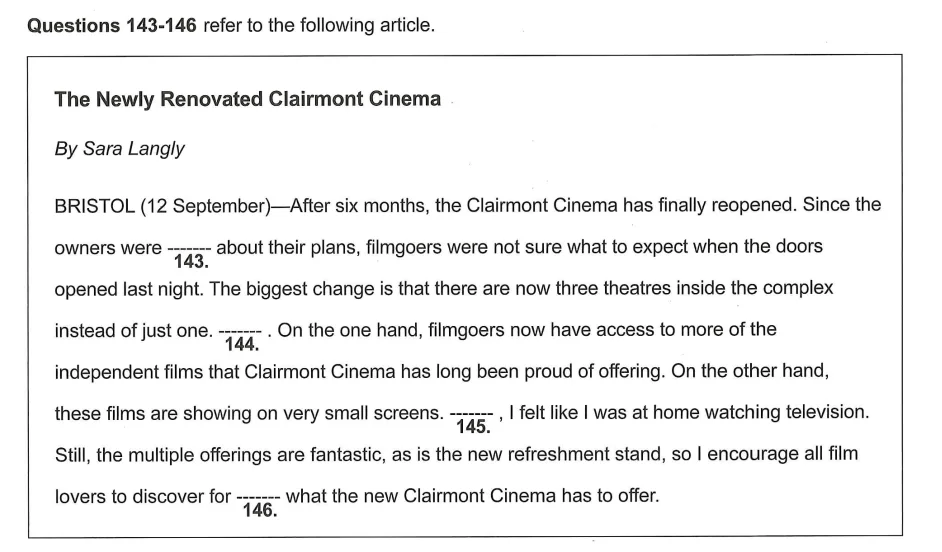 Questions 143-146 refer to the following article.
The Newly Renovated Clairmont Cinema
By Sara Langly
BRISTOL (12 September)—After six months, the Clairmont Cinema has finally reopened. Since the
owners were ------- about their plans, filmgoers were not sure what to expect when the doors
143.
opened last night. The biggest change is that there are now three theatres inside the complex
instead of just one. ------- . On the one hand, filmgoers now have access to more of the
144.
independent films that Clairmont Cinema has long been proud of offering. On the other hand,
these films are showing on very small screens. ------- , I felt like I was at home watching television.
145.
Still, the multiple offerings are fantastic, as is the new refreshment stand, so I encourage all film
lovers to discover for ------- what the new Clairmont Cinema has to offer.
146.